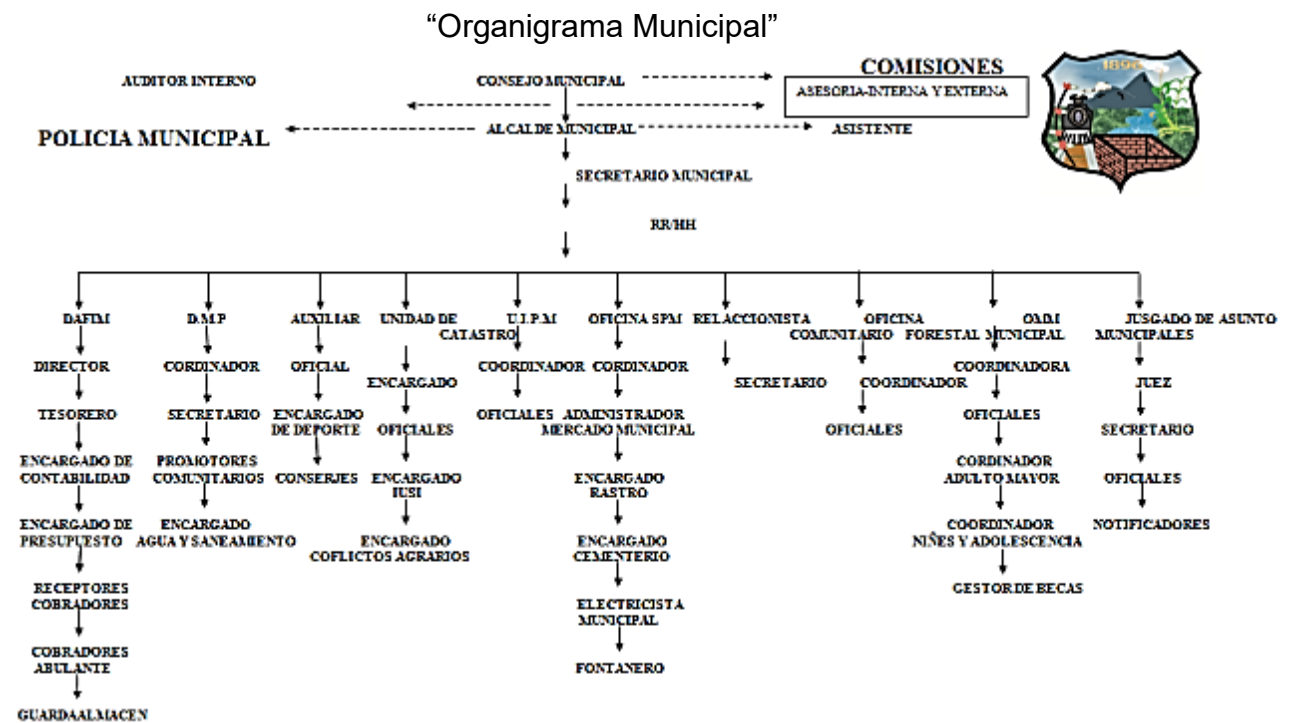 “Organigrama Municipal”
AUDITOR INTERNO
CONSEJO MUNICIPAL
COMISIONES
ASESORIA-INTERNA Y EXTERNA
POLICIA MUNICIPAL
ALCALDE MUNICIPAL
ASISTENTE
1896
SECRETARIO MUNICIPAL
RR/HH
DAFIM
DIRECTOR
TESORERO
ENCARGADO DE
CONTABILIDAD
ENCARGADO DE
PRESUPUESTO
RECEPTORES
COBRADORES
COBRADORES
ABULANTE
GUARDAALMACEN
D.M.P
CORDINADOR
SECRETARIO
PROMOTORES
COMUNITARIOS
ENCARGADO
AGUA Y SANEAMIENTO
AUXILIAR
OFICIAL
ENCARGADO
DE DEPORTE
CONSERJES
UNIDAD DE
CATASTRO
ENCARGADO
OFICIALES
ENCARGADO
IUSI
ENCARGADO
COFLICTOS AGRARIOS
U.I.P.M
COORDINADOR
OFICIALES
OFICINA SPM
CORDINADOR
ADMINISTRADOR
MERCADO MUNICIPAL
ENCARGADO
RASTRO
ENCARGADO
CEMENTERIO
ELECTRICISTA
MUNICIPAL
FONTANERO
RELACCIONISTA
COMUNITARIO
SECRETARIO
OFICINA
FORESTAL MUNICIPAL
COORDINADOR
OFICIALES
OMM
COORDINADORA
OFICIALES
CORDINADOR
ADULTO MAYOR
COORDINADOR
NIÑES Y ADOLESCENCIA
GESTOR DE BECAS
JUSGADO DE ASUNTO
MUNICIPALES
JUEZ
SECRETARIO
OFICIALES
NOTIFICADORES